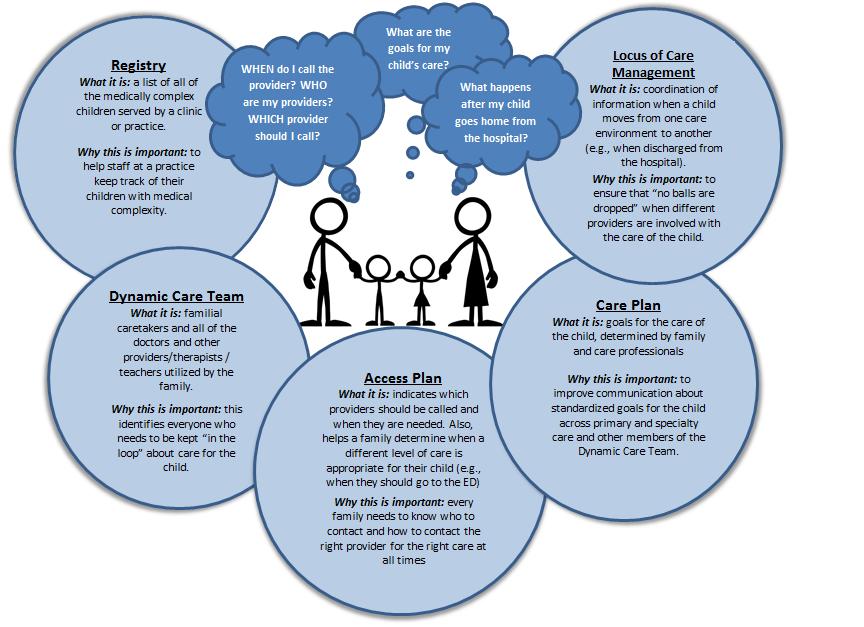 Registry
What it is: a list of all of
the medically complex
children served by a clinic
or practice.
Why this is important: to
help staff at a practice
keep track of their
children with medical
complexity.
WHEN do I call the
provider?  WHO
are my providers?
WHICH provider
should I call?
What are the
goals for my
child's care?
What happens
after my child
goes home from
the hospital?
Locus of Care
Management
What it is: coordination of
information when a child
moves from one care
environment to another
(e.g., when discharged from
the hospital).
Why this is important: to
ensure that “no balls are
dropped” when different
providers are involved with
the care of the child.
Dynamic Care Team
What it is: familial
caretakers and all of the
doctors and other
providers/therapists /
teachers utilized by the
family.
Why this is important: this
identifies everyone who
needs to be kept “in the
loop” about care for the
child.
Access Plan
What it is: indicates which
providers should be called and
when they are needed.  Also,
helps a family determine when a
different level of care is
appropriate for their child (e.g.,
when they should go to the ED)
Why this is important: every
family needs to know who to
contact and how to contact the
right provider for the right care at
all times
Care Plan
What it is: goals for the care of
the child, determined by family
and care professionals
Why this is important: to
improve communication about
standardized goals for the child
across primary and specialty
care and other members of the
Dynamic Care Team.